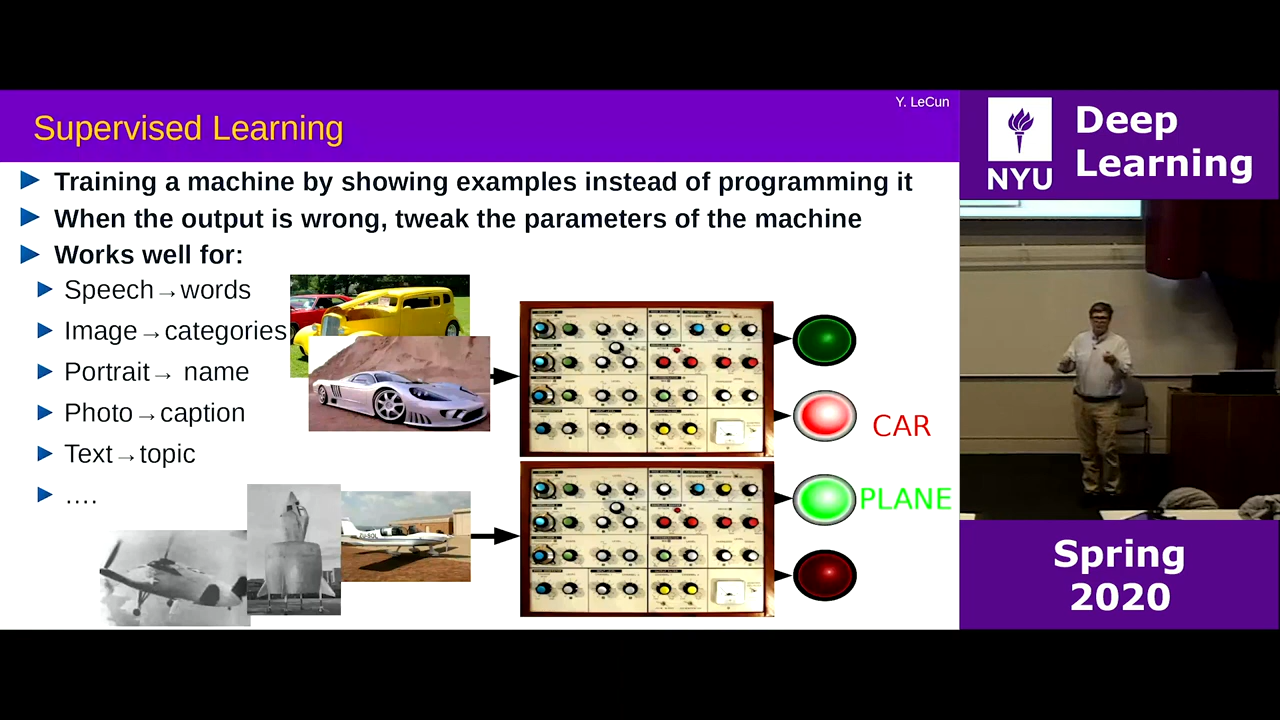 Y. LeCun
Supervised Learning
Training a machine by showing examples instead of programming it
When the output is wrong, tweak the parameters of the machine
Works well for:
Speech→words
Image→categories
Portrait→ name
Photo→caption
Text→topic
….
CAR
PLANE
NYU
Deep
Learning
Spring
2020